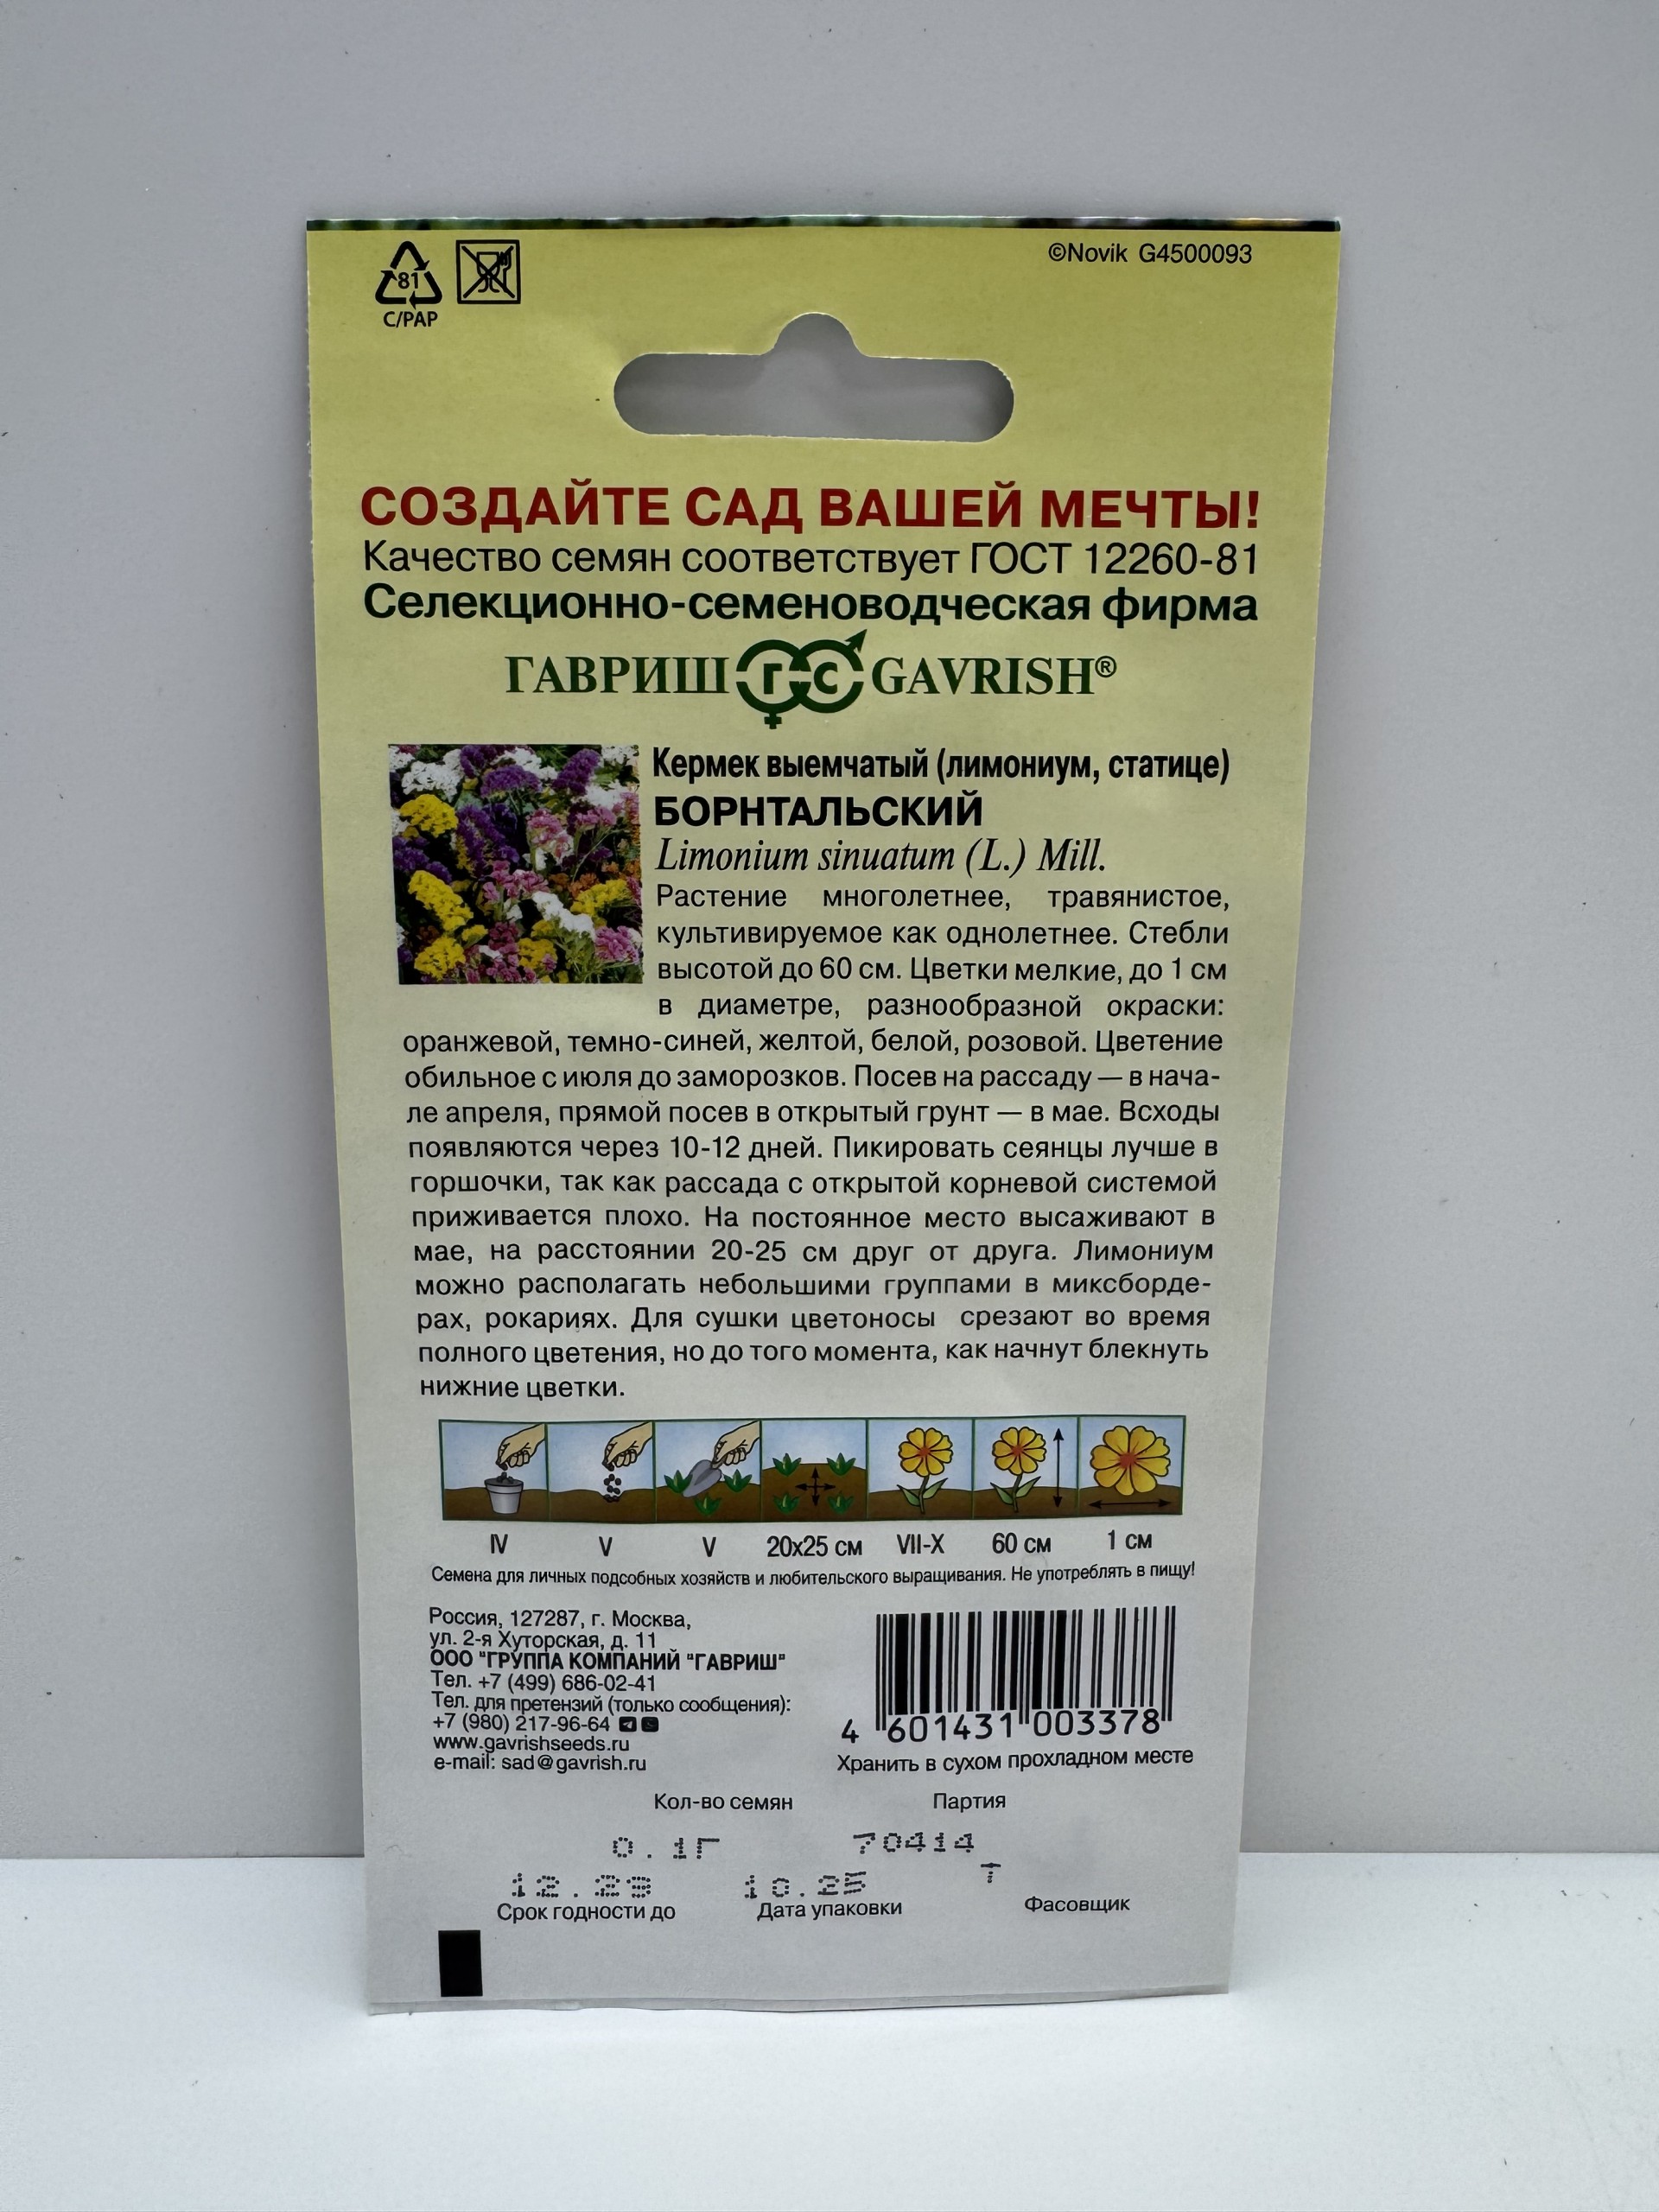 81
C/PAP
©Novik G4500093
СОЗДАЙТЕ САД ВАШЕЙ МЕЧТЫ!
Качество семян соответствует ГОСТ 12260-81
Селекционно-семеноводческая фирма
ГАВРИШ ГС GAVRISH®
Кермек выемчатый (лимониум, статице)
БОРНТАЛЬСКИЙ
Limonium sinuatum (L.) Mill.
Растение многолетнее, травянистое,
культивируемое как однолетнее. Стебли
высотой до 60 см. Цветки мелкие, до 1 см
в диаметре, разнообразной окраски:
оранжевой, темно-синей, желтой, белой, розовой. Цветение
обильное с июля до заморозков. Посев на рассаду — в нача-
ле апреля, прямой посев в открытый грунт — в мае. Всходы
появляются через 10-12 дней. Пикировать сеянцы лучше в
горшочки, так как рассада с открытой корневой системой
приживается плохо. На постоянное место высаживают в
мае, на расстоянии 20-25 см друг от друга. Лимониум
можно располагать небольшими группами в миксборде-
рах, рокариях. Для сушки цветоносы срезают во время
полного цветения, но до того момента, как начнут блекнуть
нижние цветки.
IV V V 20x25 см VII-X 60 см 1 см
Семена для личных подсобных хозяйств и любительского выращивания. Не употреблять в пищу!
Россия, 127287, г. Москва,
ул. 2-я Хуторская, д. 11
ООО "ГРУППА КОМПАНИЙ "ГАВРИШ"
Тел. +7 (499) 686-02-41
Тел. для претензий (только сообщения):
+7 (980) 217-96-64
www.gavrishseeds.ru
e-mail: sad@gavrish.ru
4 601431 003378
Хранить в сухом прохладном месте
Кол-во семян Партия
0.1Г 70414
12.29 10.25 Т
Срок годности до Дата упаковки Фасовщик